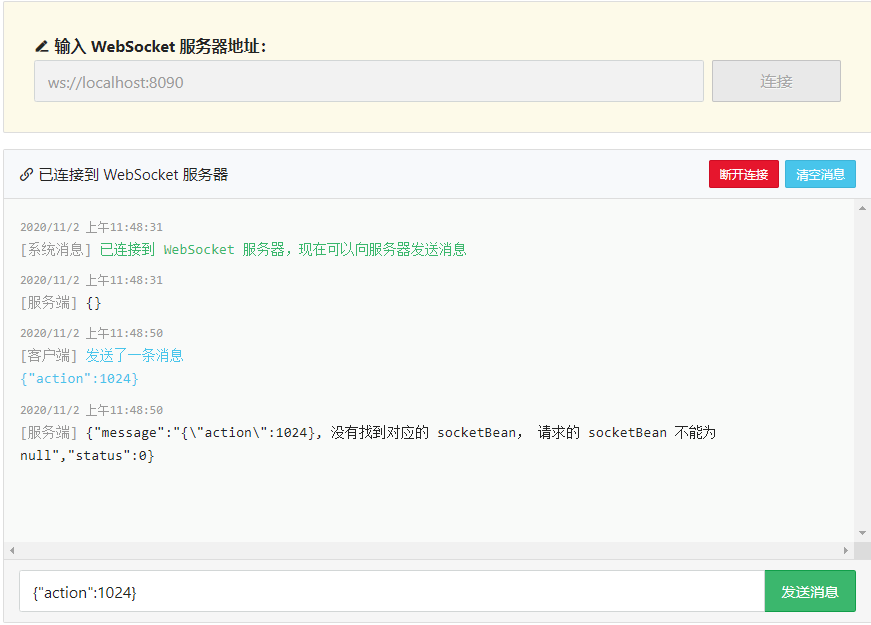 输入 WebSocket 服务器地址：
ws://localhost:8090
连接
已连接到 WebSocket 服务器
断开连接
清空消息
2020/11/2 上午11:48:31
[系统消息] 已连接到 WebSocket 服务器，现在可以向服务器发送消息
2020/11/2 上午11:48:31
[服务端] {}
2020/11/2 上午11:48:50
[客户端] 发送了一条消息
{"action":1024}
2020/11/2 上午11:48:50
[服务端] {"message":"{\"action\":1024}, 没有找到对应的 socketBean， 请求的 socketBean 不能为
null","status":0}
{"action":1024}
发送消息